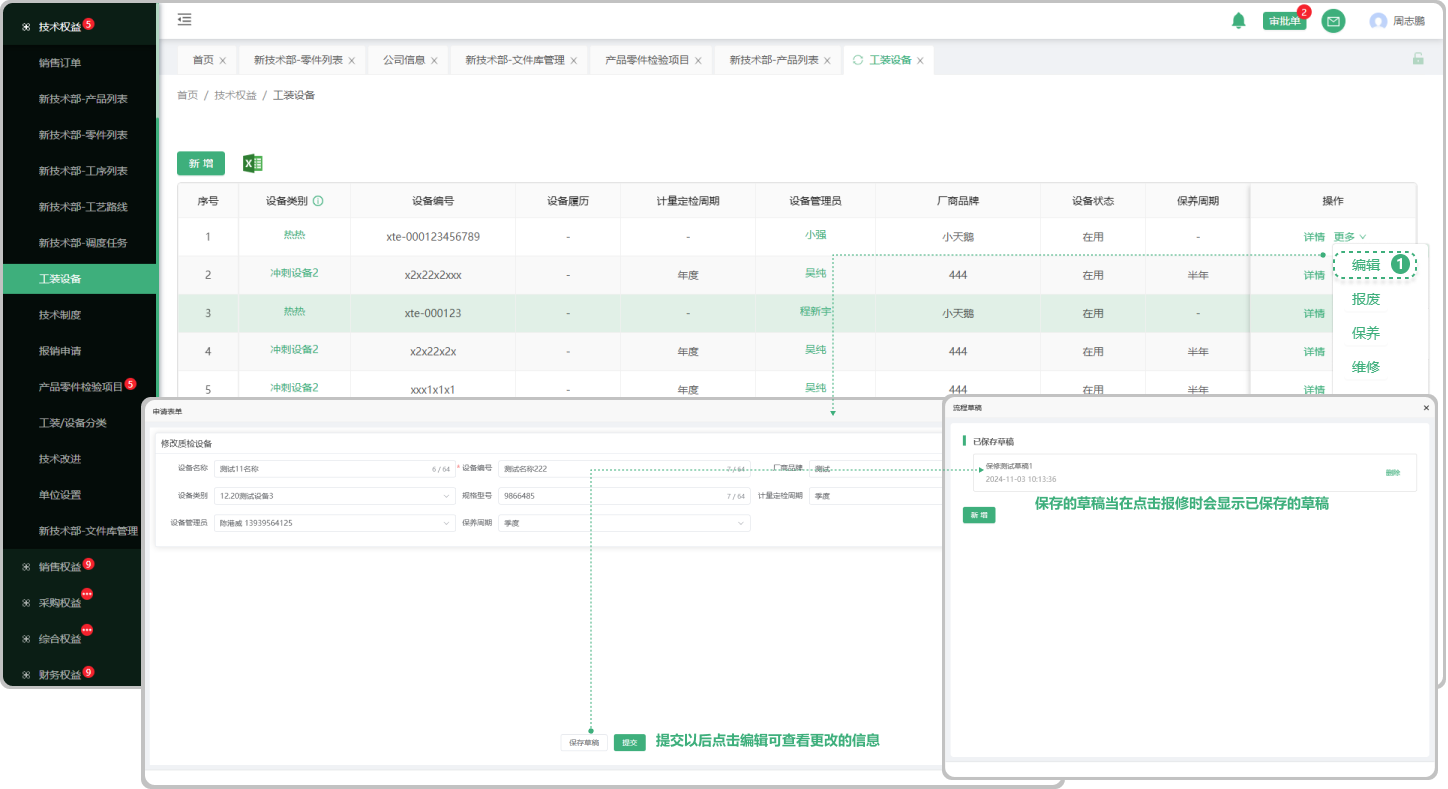 技术权益 5
销售订单
新技术部-产品列表
新技术部-零件列表
新技术部-工序列表
新技术部-工艺路线
新技术部-调度任务
工装设备
技术制度
报销申请
产品零件检验项目 5
工装/设备分类
技术改进
单位设置
新技术部-文件库管理
销售权益 9
采购权益
综合权益
财务权益 9
审批单 2 周志鹏
首页 新技术部-零件列表 公司信息 新技术部-文件库管理 产品零件检验项目 新技术部-产品列表 工装设备
首页 / 技术权益 / 工装设备
新 增
序号 设备类别 设备编号 设备履历 计量定检周期 设备管理员 厂商品牌 设备状态 保养周期 操作
1 热热 xte-000123456789 - - 小强 小天鹅 在用 - 详情 更多
2 冲刺设备2 x2x22x2xxx - 年度 吴纯 444 在用 半年 详情
3 热热 xte-000123 - - 程新宇 小天鹅 在用 - 详情
4 冲刺设备2 x2x22x2x - 年度 吴纯 444 在用 半年 详情
5 冲刺设备2 xxx1x1x1 - 年度 吴纯 444 在用 半年 详情
编辑 1
报废
保养
维修
申请表单
修改质检设备
设备名称 测试11名称 6 / 64 * 设备编号 测试名称222 7 / 64 厂商品牌 测试
设备类别 12.20测试设备3 规格型号 9866485 7 / 64 计量定检周期 季度
设备管理员 陈港威 13939564125 保养周期 季度
保存草稿 提交 提交以后点击编辑可查看更改的信息
流程草稿
已保存草稿
保修测试草稿1
2024-11-03 10:13:36
删除
新 增
保存的草稿当在点击报修时会显示已保存的草稿